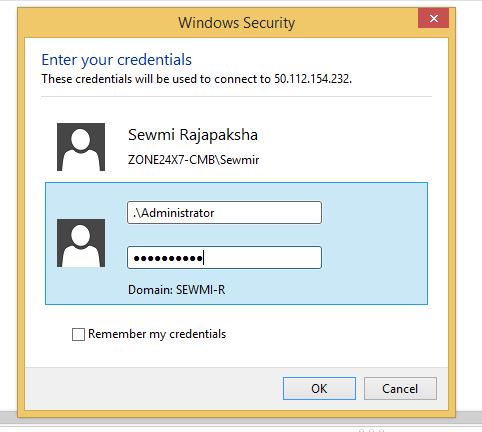 Windows Security
Enter your credentials
These credentials will be used to connect to 50.112.154.232.
Sewmi Rajapaksha
ZONE24X7-CMB\Sewmir
.\Administrator
●●●●●●●●●●
Domain: SEWMI-R
Remember my credentials
OK Cancel